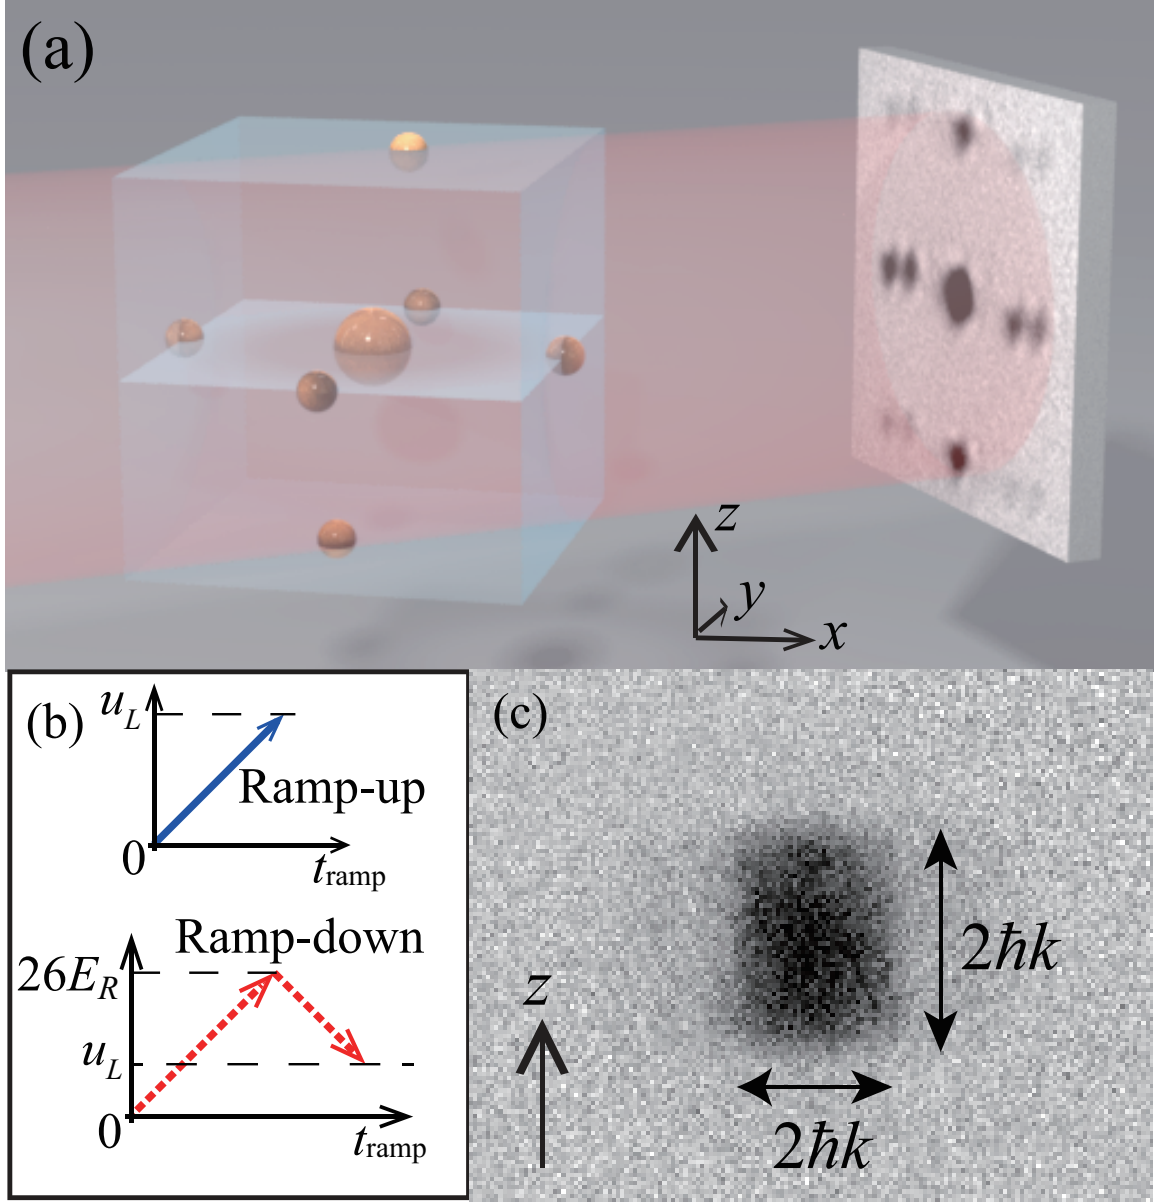 (a)
z
y
x
(b)
u_L
Ramp-up
0
t_ramp
Ramp-down
26E_R
u_L
0
t_ramp
(c)
2ħk
z
2ħk